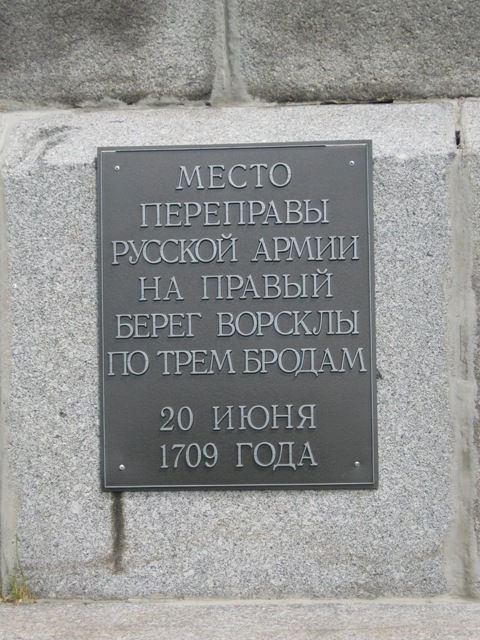 МЕСТО
ПЕРЕПРАВЫ
РУССКОЙ АРМИИ
НА ПРАВЫЙ
БЕРЕГ ВОРСКЛЫ
ПО ТРЕМ БРОДАМ
20 ИЮНЯ
1709 ГОДА